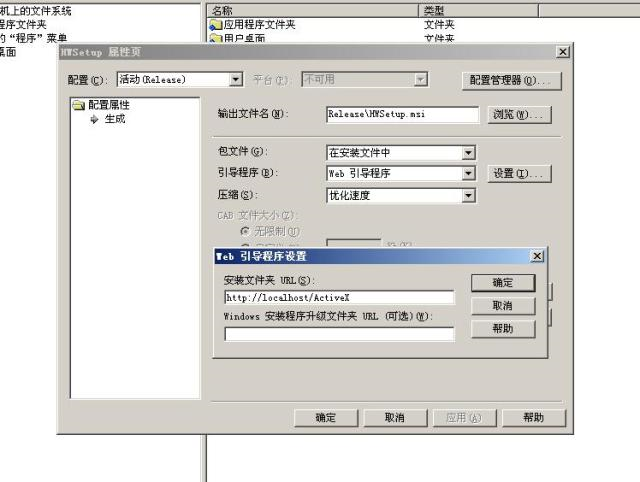 机上的文件系统
程序文件夹
的“程序”菜单
桌面
名称 类型
应用程序文件夹 文件夹
用户桌面 文件夹
HWSetup 属性页
配置(C): 活动(Release) 平台(P): 不可用 配置管理器(O)...
配置属性
生成
输出文件名(N): Release\HWSetup.msi 浏览(W)...
包文件(G): 在安装文件中
引导程序(B): Web 引导程序 设置(I)...
压缩(S): 优化速度
CAB 文件大小(Z):
无限制(U)
Web 引导程序设置
安装文件夹 URL(S):
http://localhost/ActiveX
Windows 安装程序升级文件夹 URL (可选)(W):
确定
取消
帮助
确定 取消 应用(A) 帮助